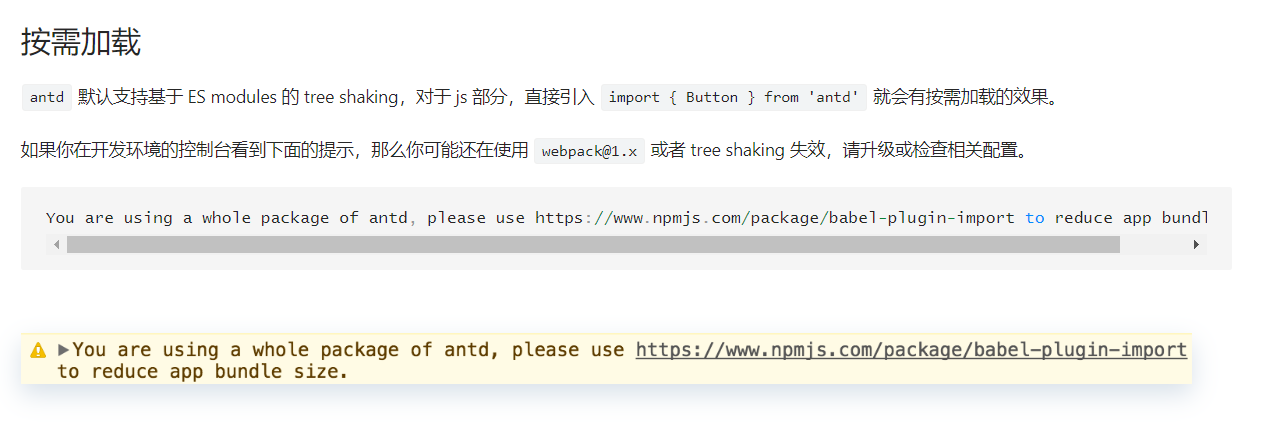 按需加载
antd 默认支持基于 ES modules 的 tree shaking，对于 js 部分，直接引入 import { Button } from 'antd' 就会有按需加载的效果。
如果你在开发环境的控制台看到下面的提示，那么你可能还在使用 webpack@1.x 或者 tree shaking 失效，请升级或检查相关配置。
You are using a whole package of antd, please use https://www.npmjs.com/package/babel-plugin-import to reduce app bundl
You are using a whole package of antd, please use https://www.npmjs.com/package/babel-plugin-import
to reduce app bundle size.